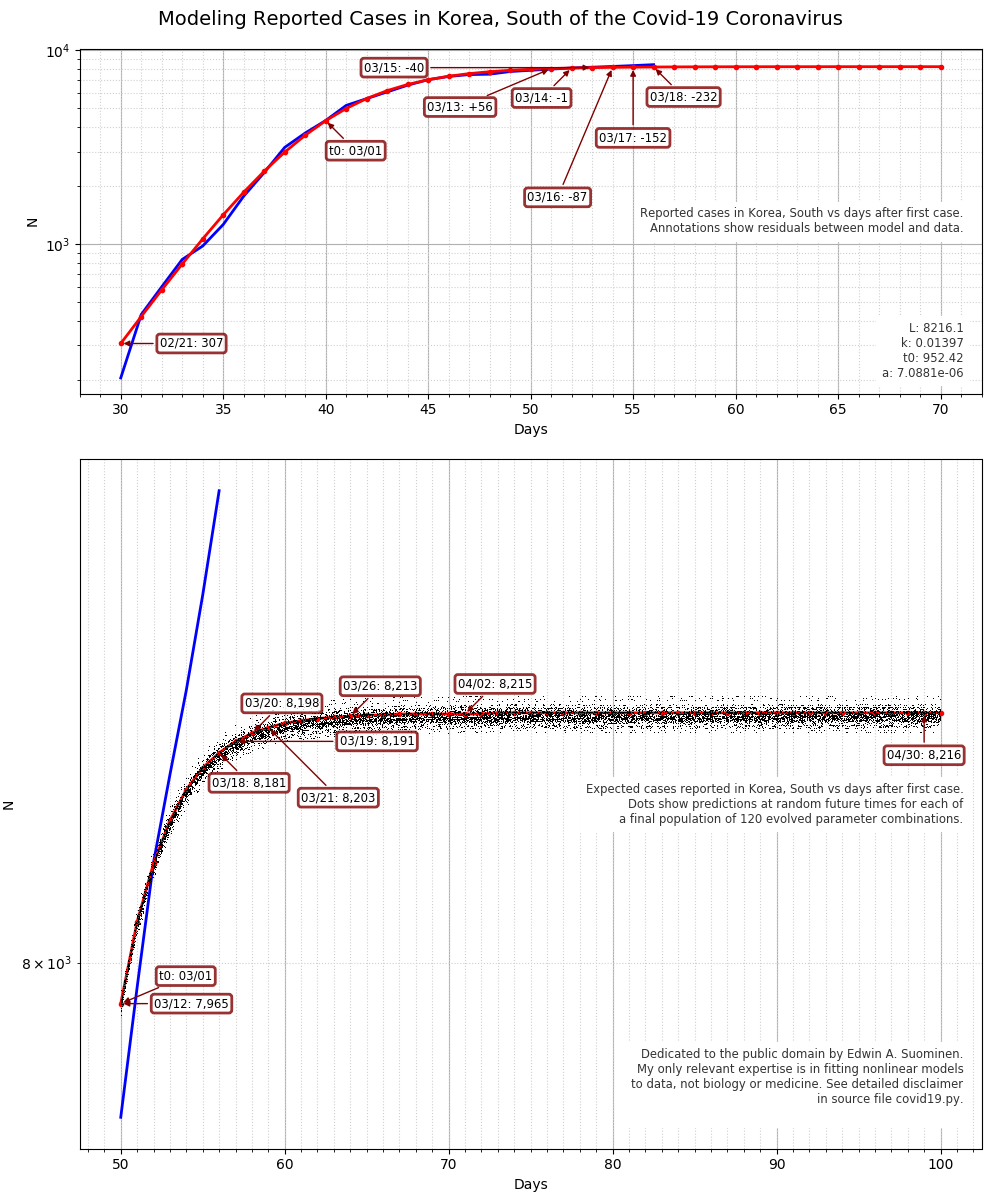 Modeling Reported Cases in Korea, South of the Covid-19 Coronavirus
10⁴
03/15: -40
03/13: +56
03/14: -1
03/18: -232
03/17: -152
t0: 03/01
03/16: -87
N
Reported cases in Korea, South vs days after first case.
Annotations show residuals between model and data.
10³
02/21: 307
L: 8216.1
k: 0.01397
t0: 952.42
a: 7.0881e-06
30 35 40 45 50 55 60 65 70
Days
03/26: 8,213
04/02: 8,215
03/20: 8,198
03/19: 8,191
04/30: 8,216
03/18: 8,181
03/21: 8,203
Expected cases reported in Korea, South vs days after first case.
Dots show predictions at random future times for each of
a final population of 120 evolved parameter combinations.
N
8 × 10³
t0: 03/01
03/12: 7,965
Dedicated to the public domain by Edwin A. Suominen.
My only relevant expertise is in fitting nonlinear models
to data, not biology or medicine. See detailed disclaimer
in source file covid19.py.
50 60 70 80 90 100
Days